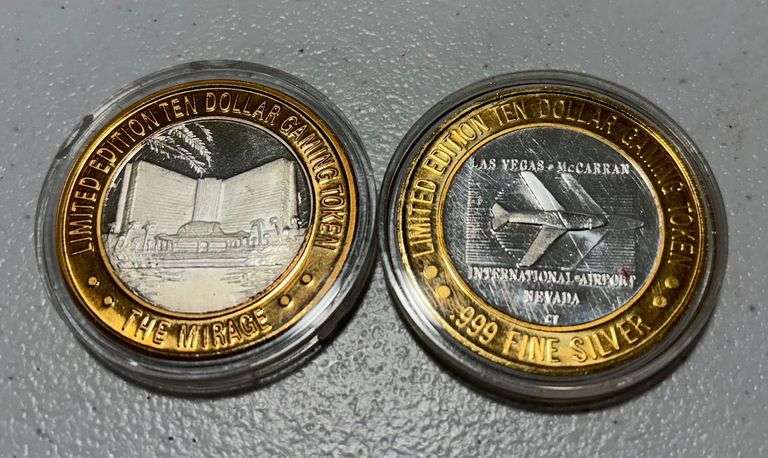 LIMITED EDITION TEN DOLLAR GAMING TOKEN
THE MIRAGE
LIMITED EDITION TEN DOLLAR GAMING TOKEN
LAS VEGAS • McCARRAN
INTERNATIONAL • AIRPORT
NEVADA
CT
.999 FINE SILVER